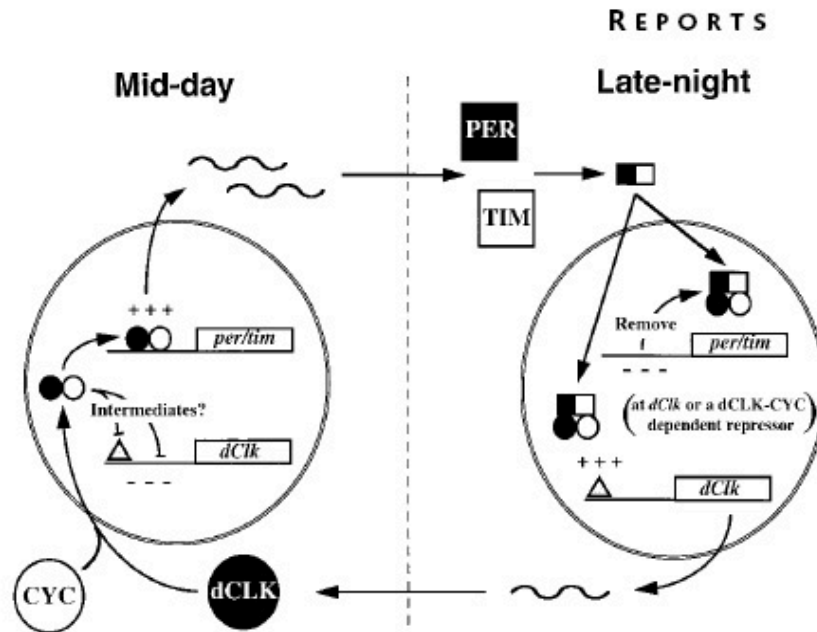 REPORTS
Mid-day
Late-night
PER
TIM
+ + +
per/tim
Intermediates?
dClk
- - -
CYC
dCLK
Remove
per/tim
- - -
(at dClk or a dCLK-CYC
dependent repressor)
+ + +
dClk